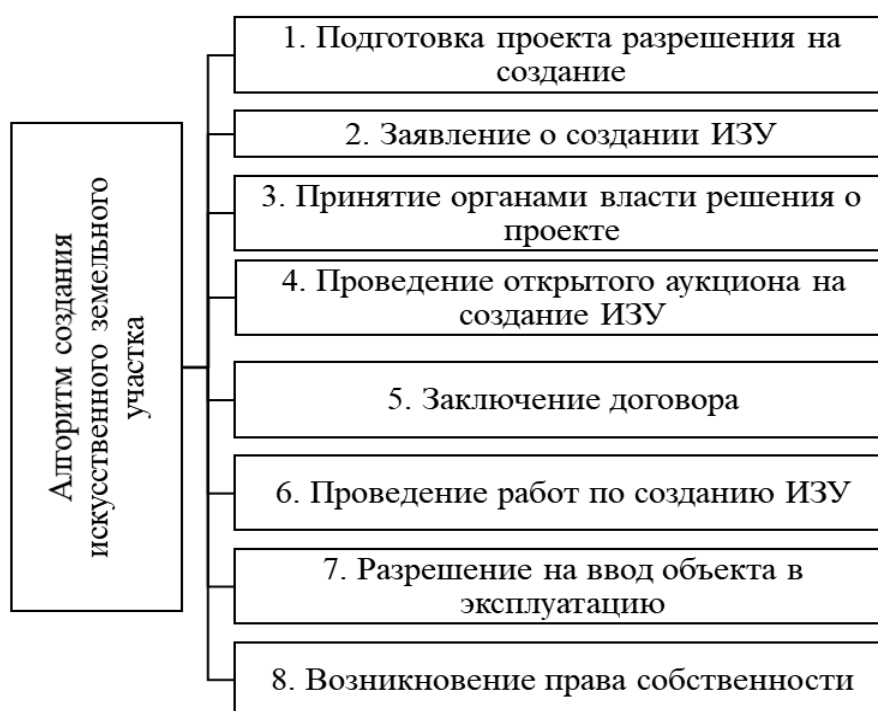 Алгоритм создания
искусственного земельного
участка
1. Подготовка проекта разрешения на
создание
2. Заявление о создании ИЗУ
3. Принятие органами власти решения о
проекте
4. Проведение открытого аукциона на
создание ИЗУ
5. Заключение договора
6. Проведение работ по созданию ИЗУ
7. Разрешение на ввод объекта в
эксплуатацию
8. Возникновение права собственности